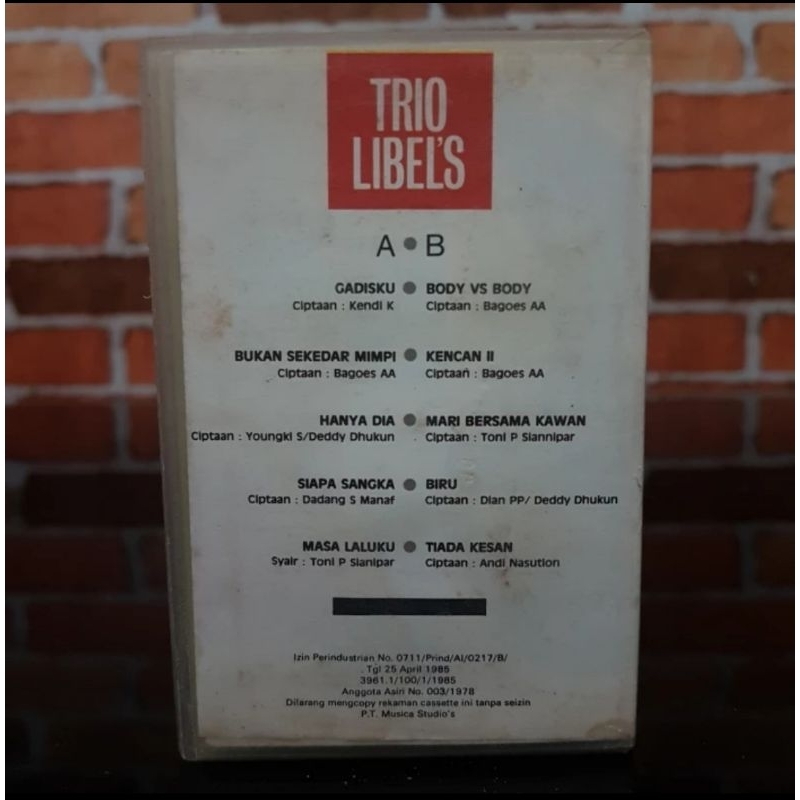 TRIO
LIBEL'S
A • B
GADISKU • BODY VS BODY
Ciptaan : Kendi K Ciptaan : Bagoes AA
BUKAN SEKEDAR MIMPI • KENCAN II
Ciptaan : Bagoes AA Ciptaan : Bagoes AA
HANYA DIA • MARI BERSAMA KAWAN
Ciptaan : Youngki S/Deddy Dhukun Ciptaan : Toni P Siannipar
SIAPA SANGKA • BIRU
Ciptaan : Dadang S Manaf Ciptaan : Dian PP/ Deddy Dhukun
MASA LALUKU • TIADA KESAN
Syair : Toni P Sianipar Ciptaan : Andi Nasution
Izin Perindustrian No. 0711/Prind/AI/0217/B/
Tgl 25 April 1985
3961.1/100/1/1985
Anggota Asiri No. 003/1978
Dilarang mengcopy rekaman cassette ini tanpa seizin
P.T. Musica Studio's